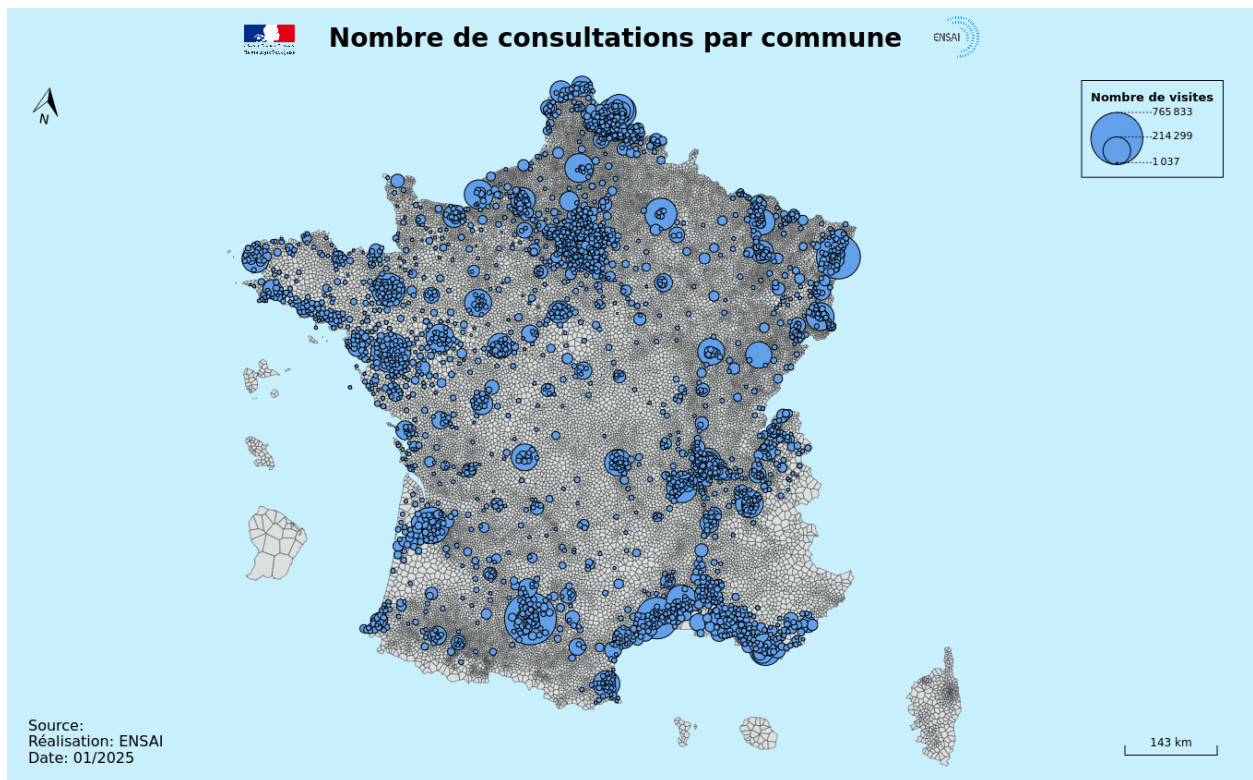 Nombre de consultations par commune
ENSAI
N
Nombre de visites
765 833
214 299
1 037
Source:
Réalisation: ENSAI
Date: 01/2025
143 km